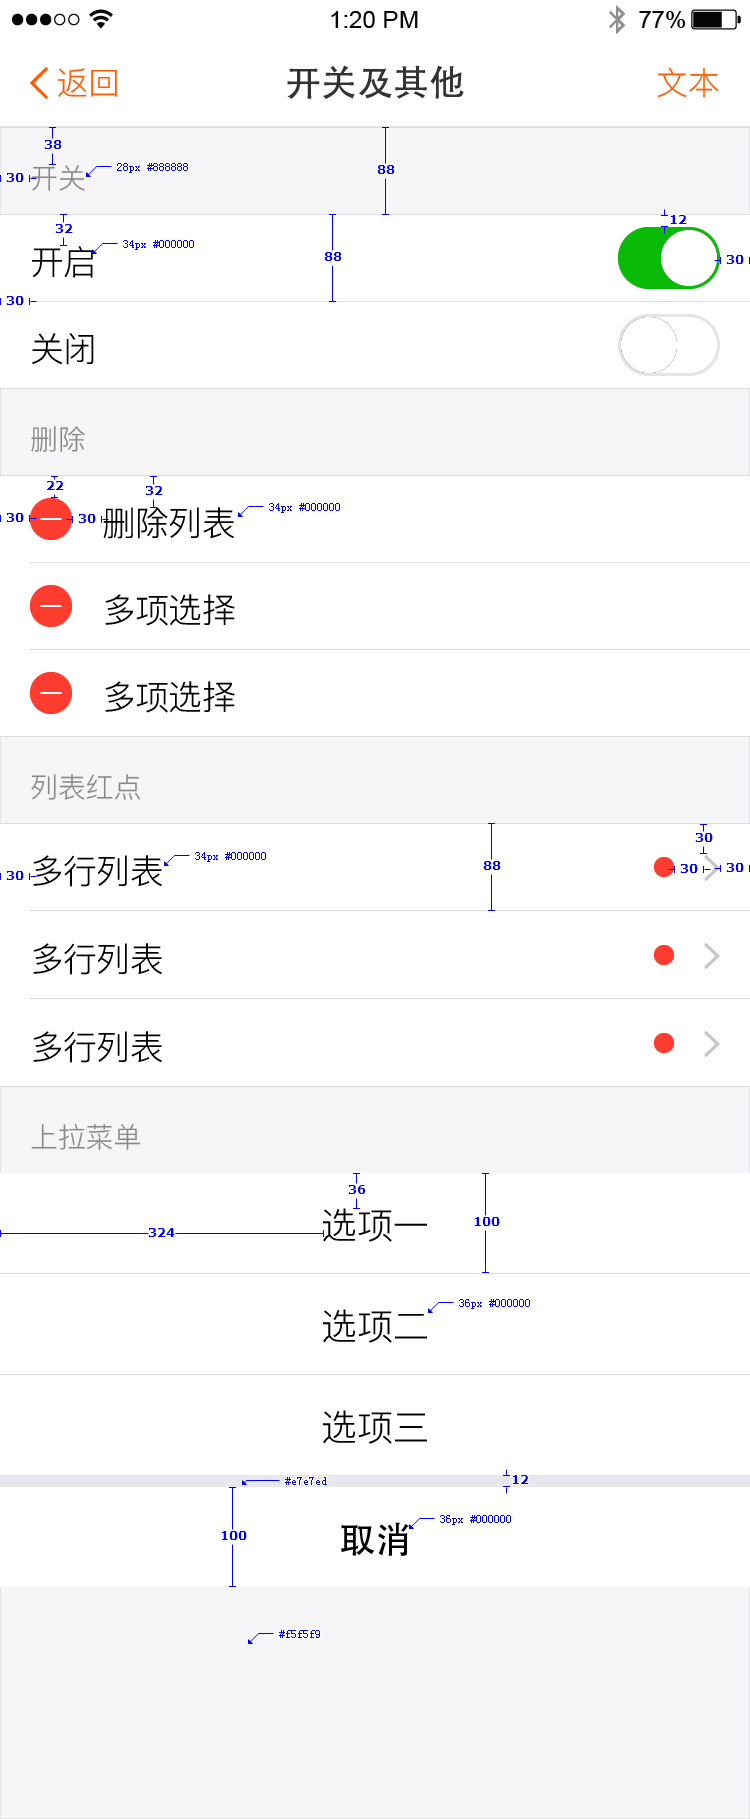 1:20 PM 77%
返回 开关及其他 文本
38
88
28px #888888
30 开关
12
32
34px #000000
88
开启
30
30
关闭
删除
22
32
34px #000000
30 30 删除列表
多项选择
多项选择
列表红点
30
34px #000000
88
30 多行列表 30 30
多行列表
多行列表
上拉菜单
36
100
324 选项一
36px #000000
选项二
选项三
#e7e7ed 12
36px #000000
100 取消
#f5f5f9